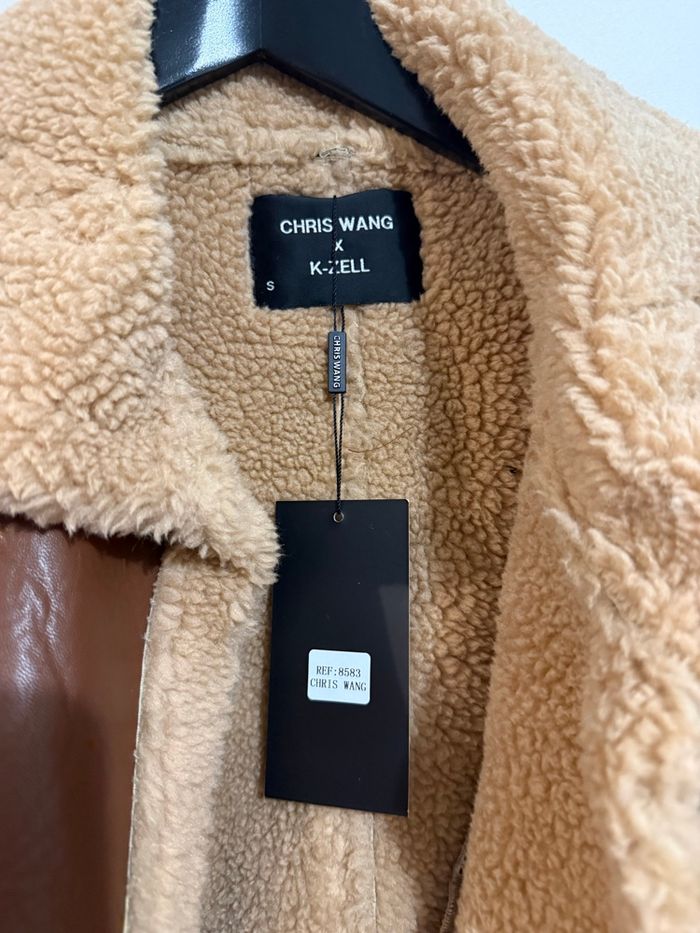 CHRIS WANG
X
K-ZELL
S
CHRIS WANG
REF:8583
CHRIS WANG